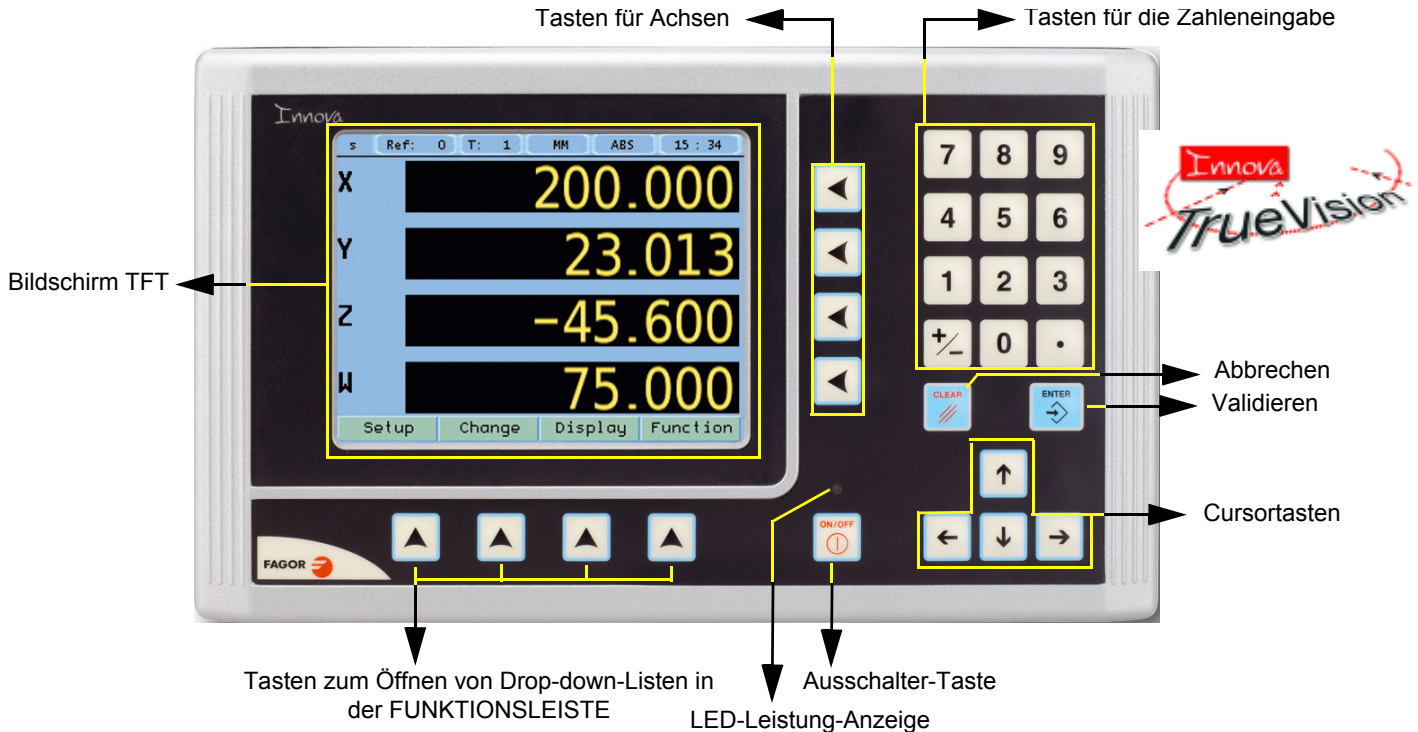 Tasten für Achsen
Tasten für die Zahleneingabe
Innova
s Ref: 0 T: 1 MM ABS 15 : 34
X 200.000
Y 23.013
Z -45.600
W 75.000
Setup Change Display Function
Bildschirm TFT
7 8 9
4 5 6
1 2 3
+/- 0 .
Innova
TrueVision
CLEAR
ENTER
Abbrechen
Validieren
Cursortasten
ON/OFF
FAGOR
Tasten zum Öffnen von Drop-down-Listen in
der FUNKTIONSLEISTE
Ausschalter-Taste
LED-Leistung-Anzeige